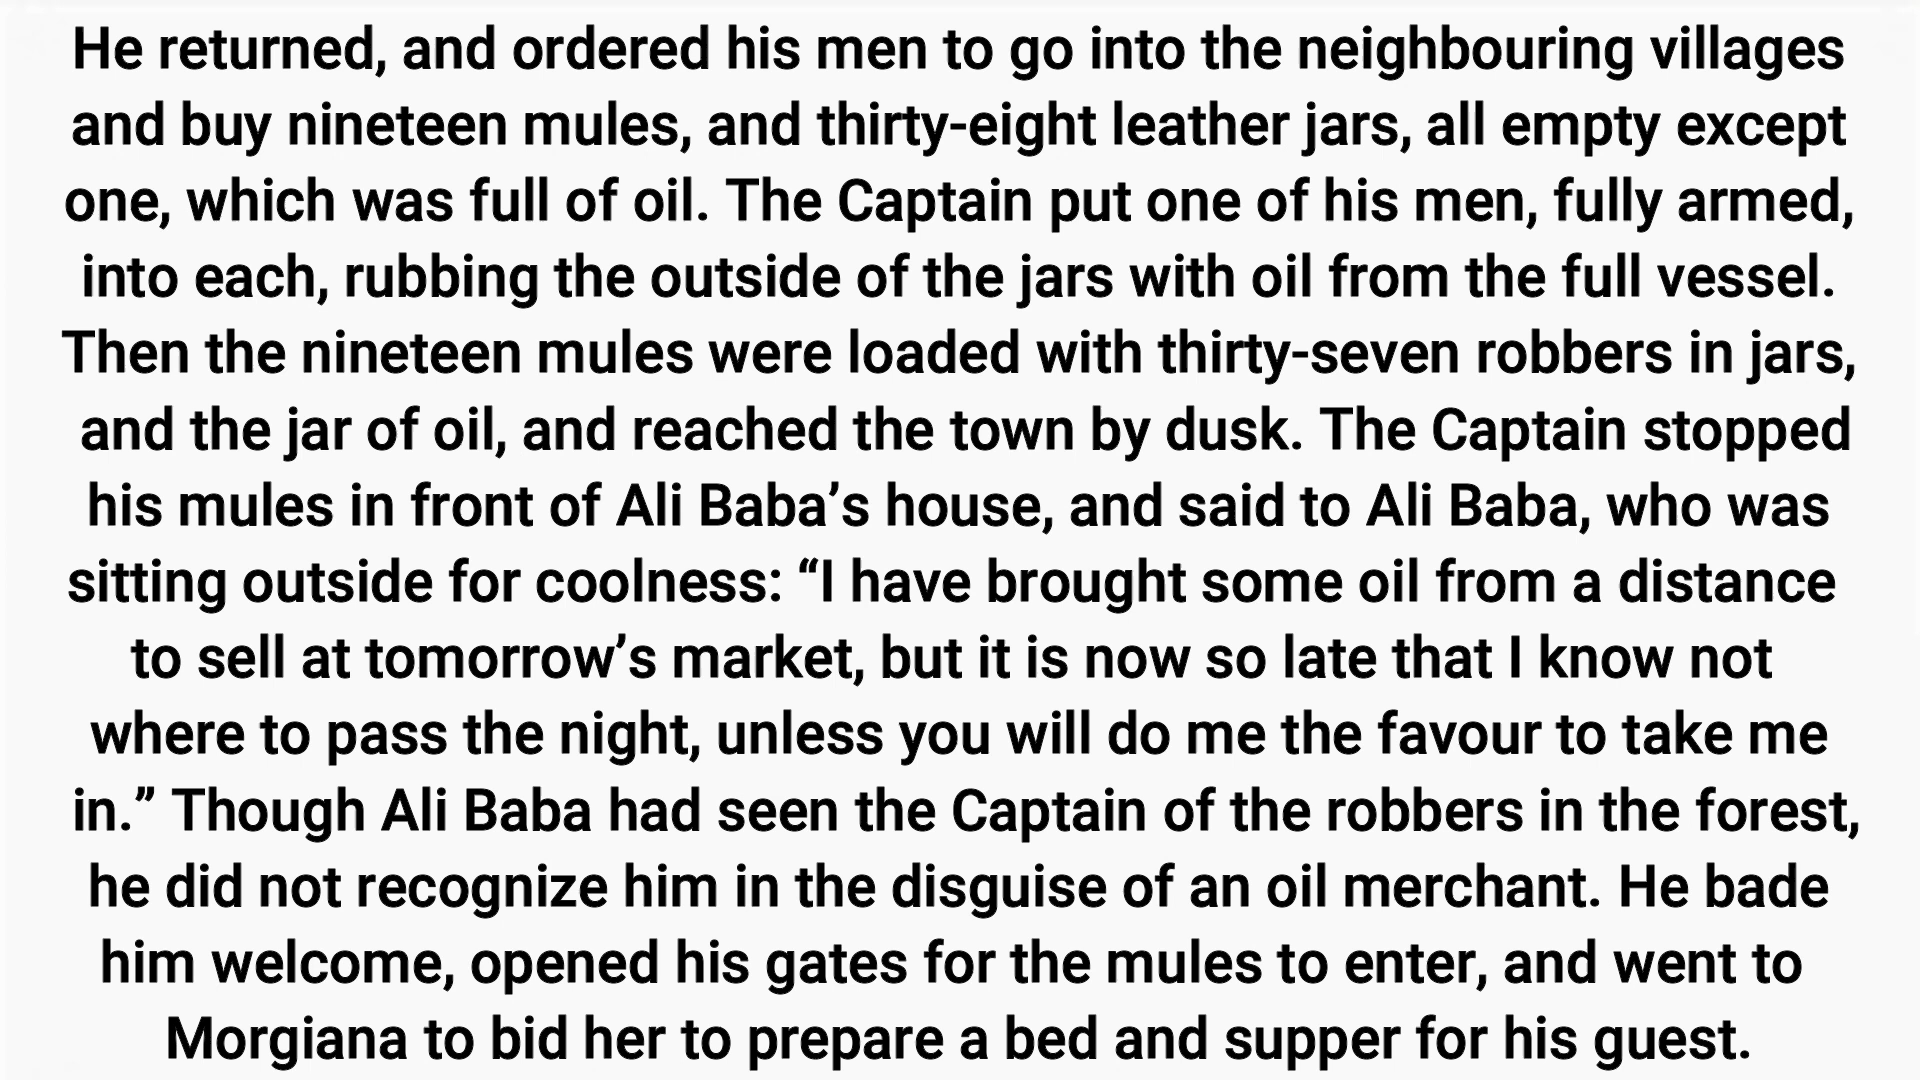 He returned, and ordered his men to go into the neighbouring villages
and buy nineteen mules, and thirty-eight leather jars, all empty except
one, which was full of oil. The Captain put one of his men, fully armed,
into each, rubbing the outside of the jars with oil from the full vessel.
Then the nineteen mules were loaded with thirty-seven robbers in jars,
and the jar of oil, and reached the town by dusk. The Captain stopped
his mules in front of Ali Baba’s house, and said to Ali Baba, who was
sitting outside for coolness: “I have brought some oil from a distance
to sell at tomorrow’s market, but it is now so late that I know not
where to pass the night, unless you will do me the favour to take me
in.” Though Ali Baba had seen the Captain of the robbers in the forest,
he did not recognize him in the disguise of an oil merchant. He bade
him welcome, opened his gates for the mules to enter, and went to
Morgiana to bid her to prepare a bed and supper for his guest.